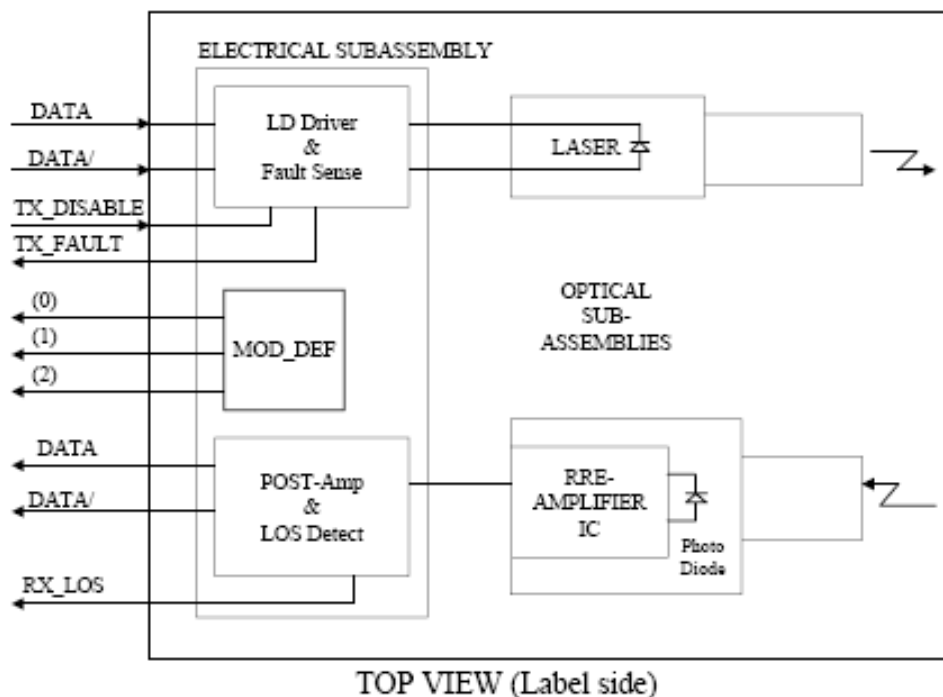 ELECTRICAL SUBASSEMBLY
DATA
DATA/
TX_DISABLE
TX_FAULT
LD Driver
&
Fault Sense
LASER
(0)
(1)
(2)
MOD_DEF
OPTICAL
SUB-
ASSEMBLIES
DATA
DATA/
RX_LOS
POST-Amp
&
LOS Detect
RRE-
AMPLIFIER
IC
Photo
Diode
TOP VIEW (Label side)